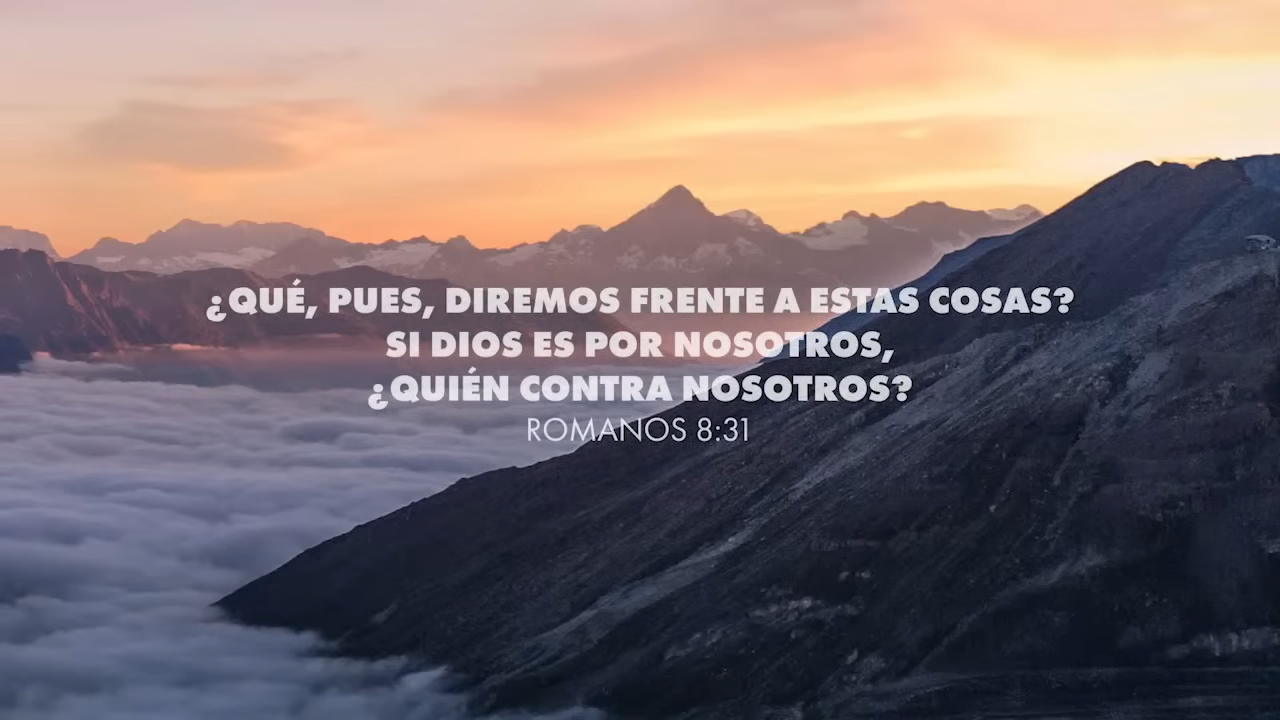 ¿QUÉ, PUES, DIREMOS FRENTE A ESTAS COSAS?
SI DIOS ES POR NOSOTROS,
¿QUIÉN CONTRA NOSOTROS?
ROMANOS 8:31